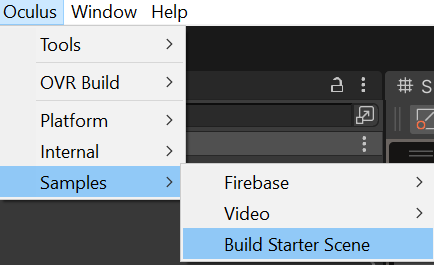 Oculus Window Help
Tools
OVR Build
Platform
Internal
Samples
Firebase
Video
Build Starter Scene
S